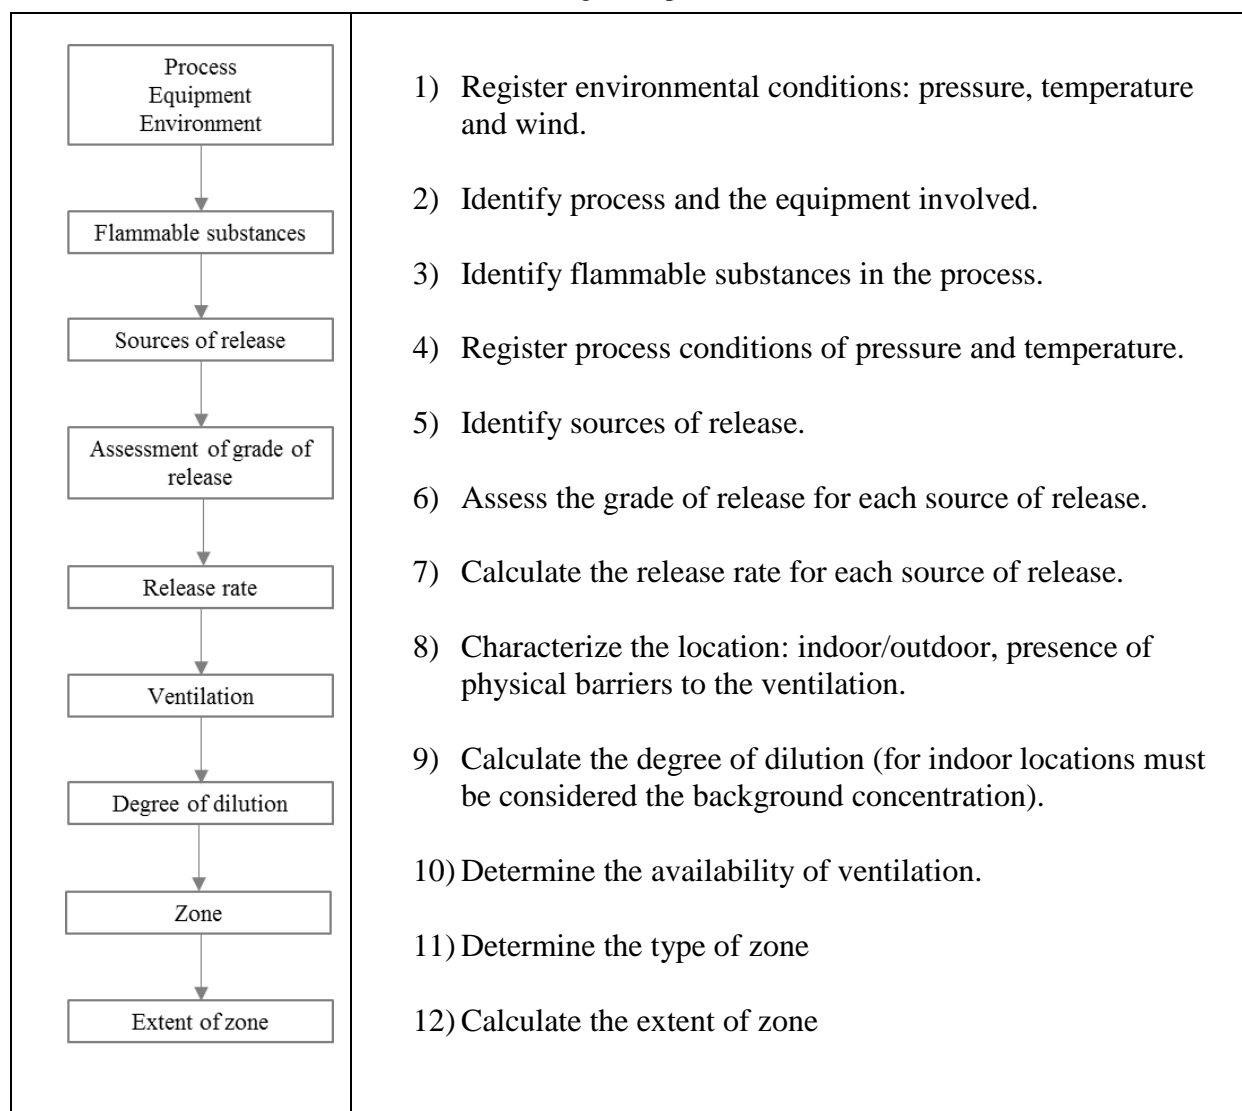 Process
Equipment
Environment
Flammable substances
Sources of release
Assessment of grade of
release
Release rate
Ventilation
Degree of dilution
Zone
Extent of zone
1) Register environmental conditions: pressure, temperature
and wind.
2) Identify process and the equipment involved.
3) Identify flammable substances in the process.
4) Register process conditions of pressure and temperature.
5) Identify sources of release.
6) Assess the grade of release for each source of release.
7) Calculate the release rate for each source of release.
8) Characterize the location: indoor/outdoor, presence of
physical barriers to the ventilation.
9) Calculate the degree of dilution (for indoor locations must
be considered the background concentration).
10) Determine the availability of ventilation.
11) Determine the type of zone
12) Calculate the extent of zone